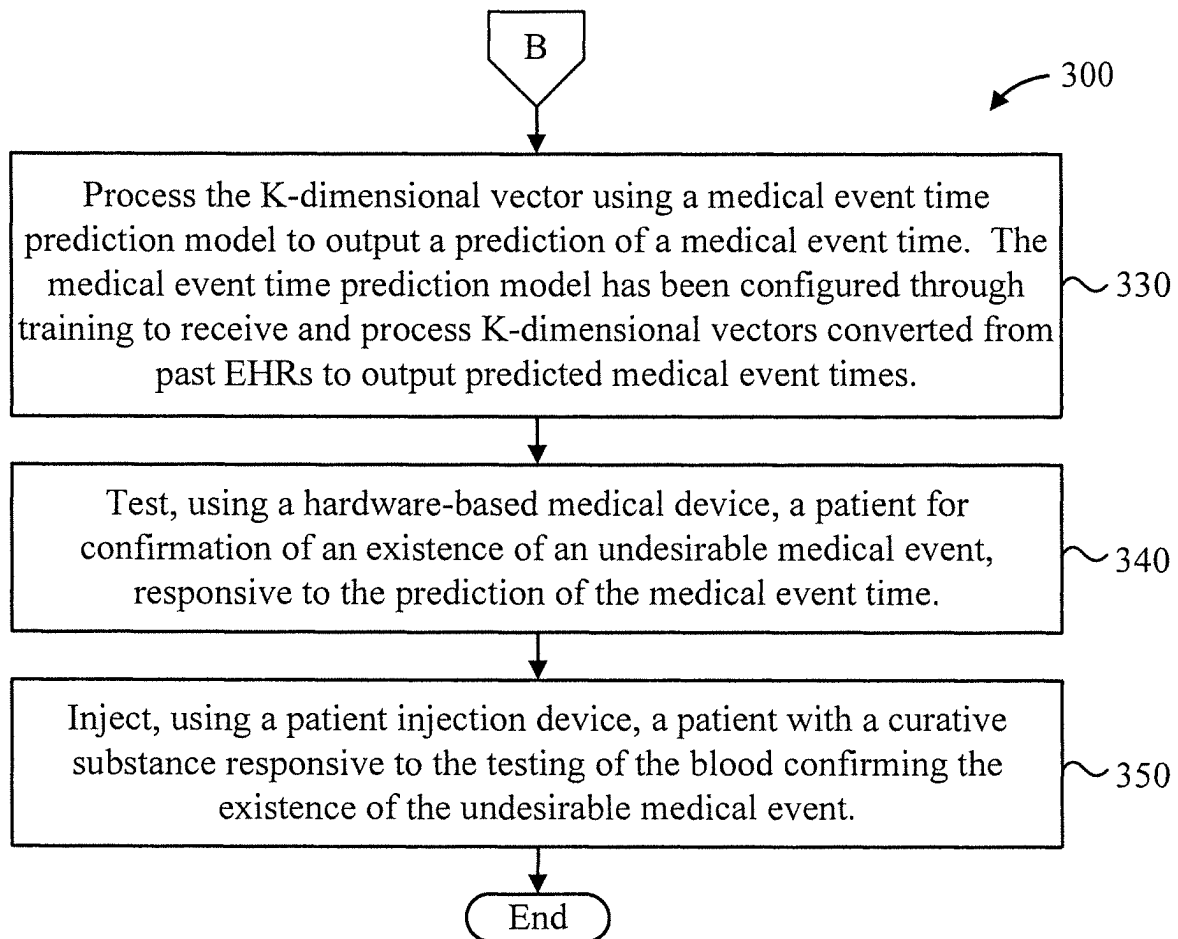 B
300
Process the K-dimensional vector using a medical event time
prediction model to output a prediction of a medical event time.  The
medical event time prediction model has been configured through
training to receive and process K-dimensional vectors converted from
past EHRs to output predicted medical event times.
330
Test, using a hardware-based medical device, a patient for
confirmation of an existence of an undesirable medical event,
responsive to the prediction of the medical event time.
340
Inject, using a patient injection device, a patient with a curative
substance responsive to the testing of the blood confirming the
existence of the undesirable medical event.
350
End